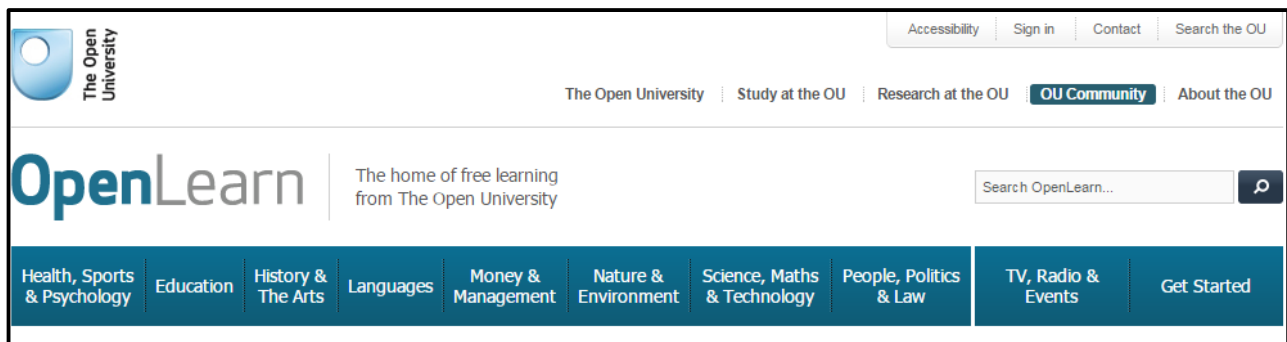 The Open
University
Accessibility Sign in Contact Search the OU
The Open University Study at the OU Research at the OU OU Community About the OU
OpenLearn
The home of free learning
from The Open University
Search OpenLearn...
Health, Sports
& Psychology
Education
History &
The Arts
Languages
Money &
Management
Nature &
Environment
Science, Maths
& Technology
People, Politics
& Law
TV, Radio &
Events
Get Started